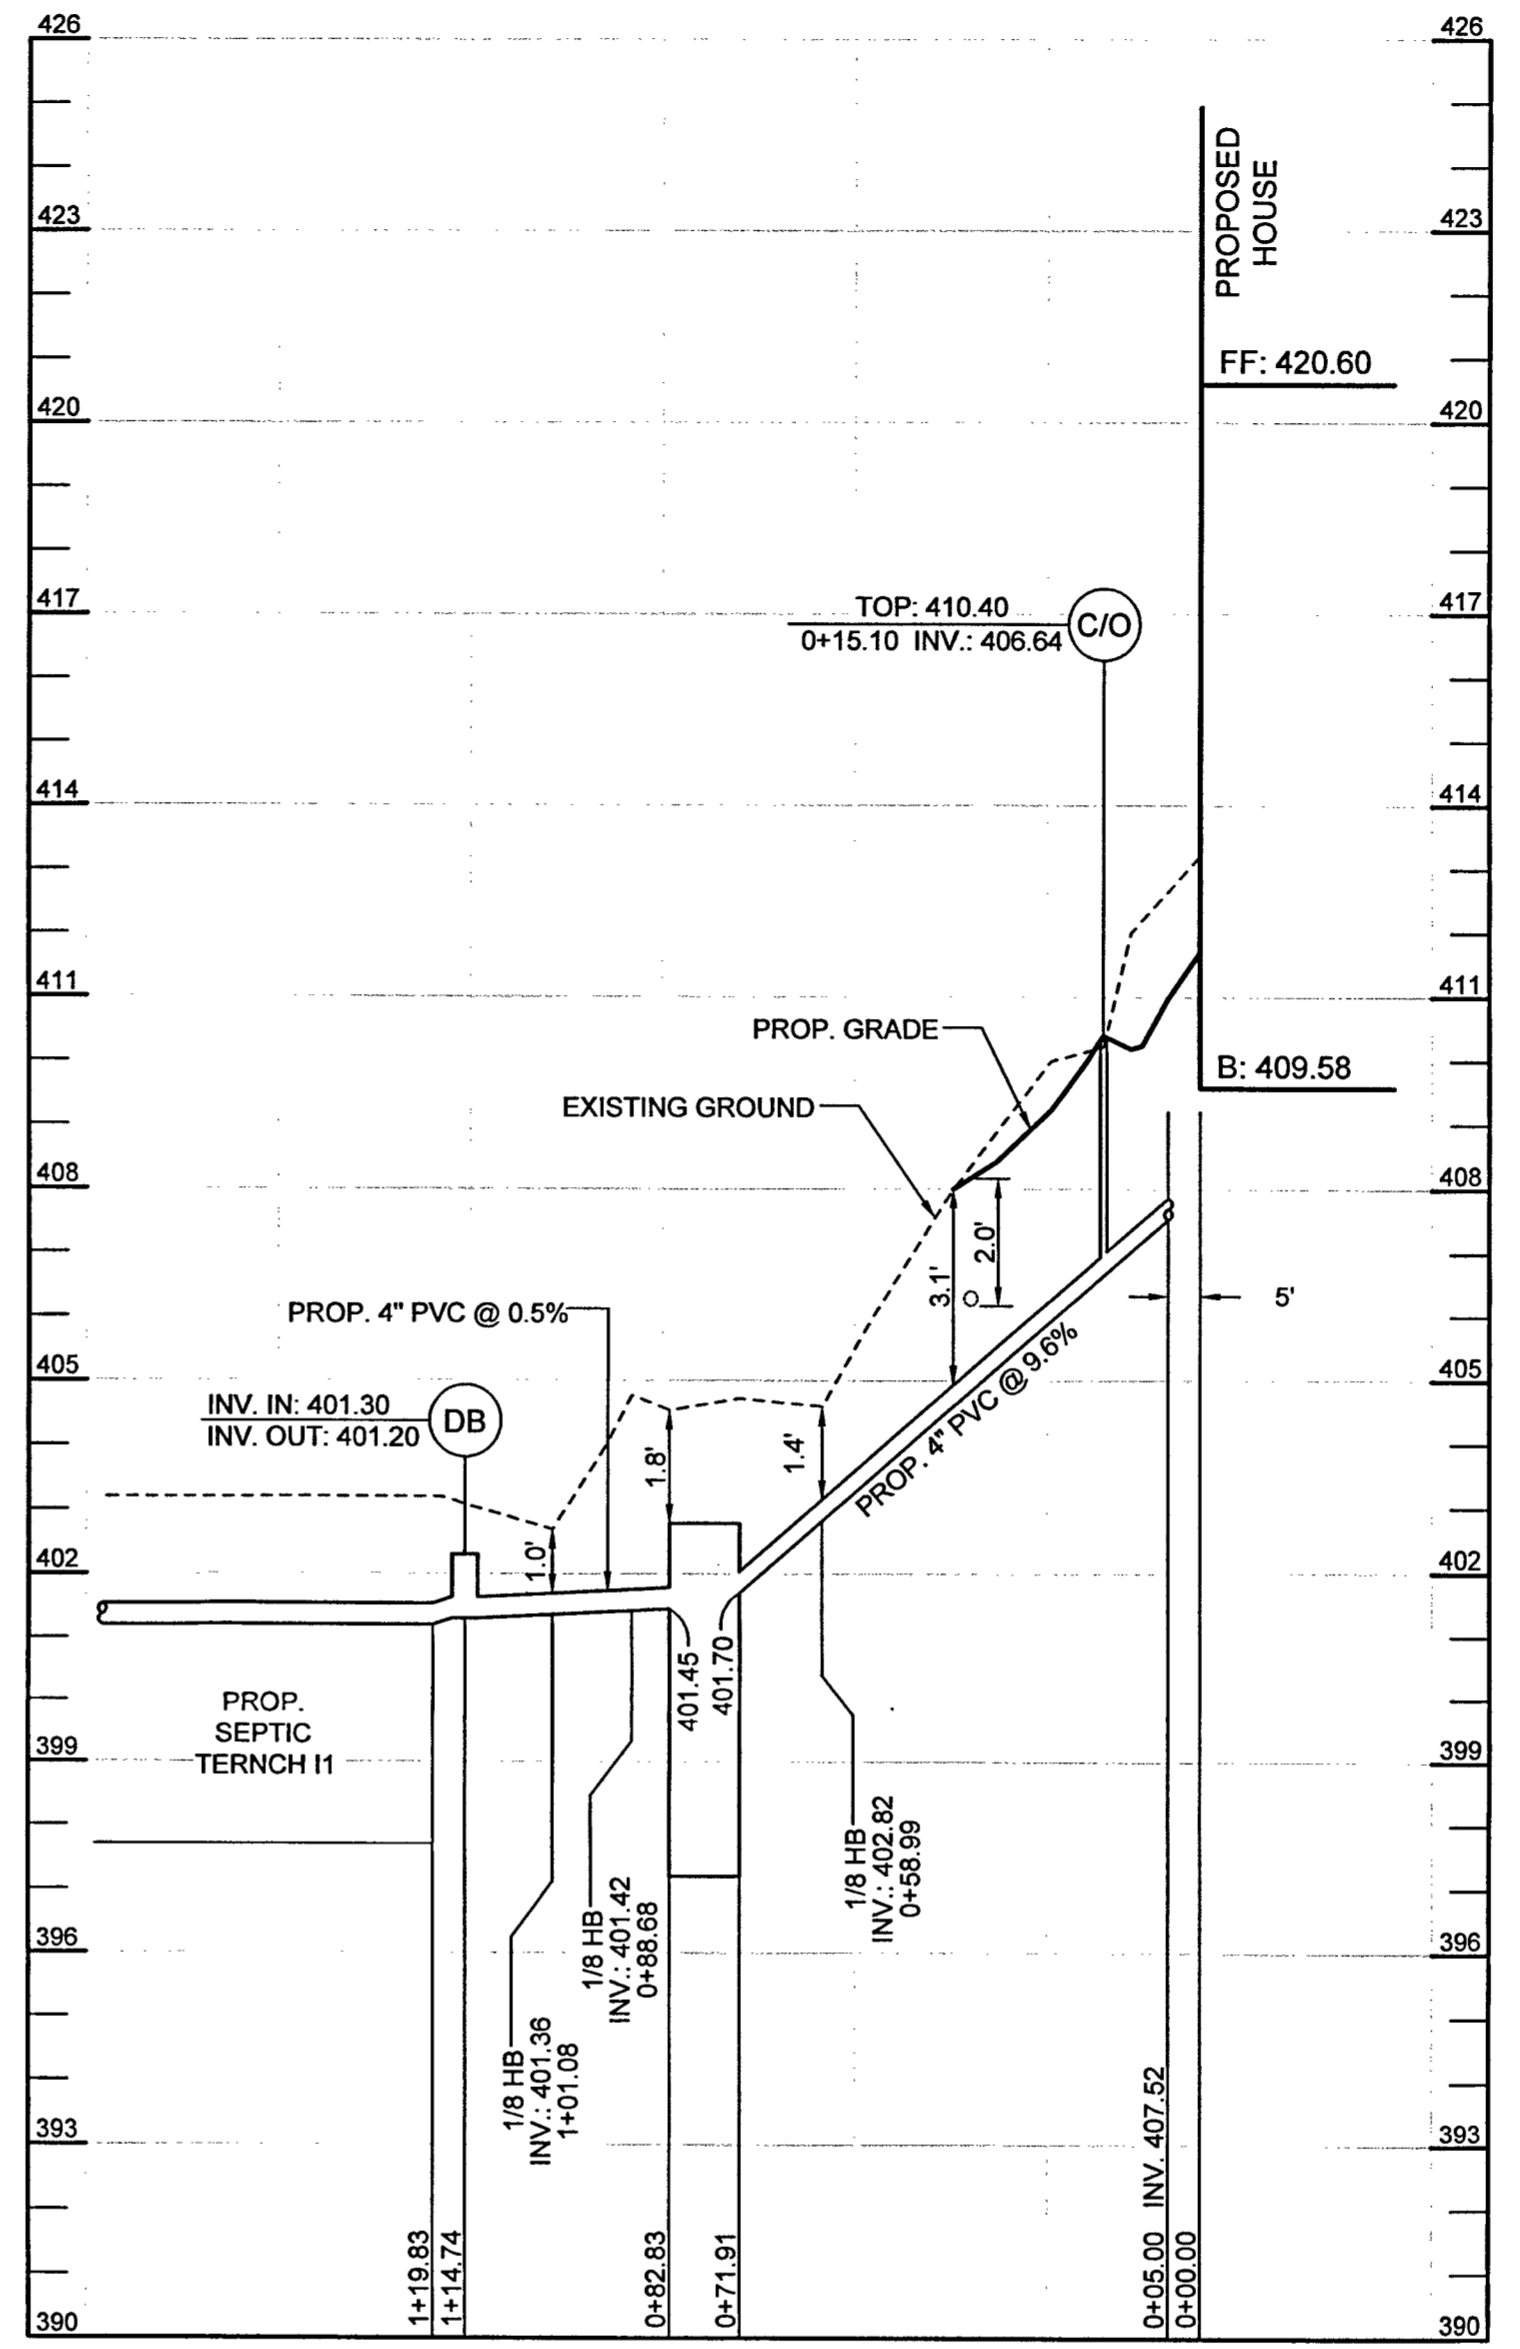 426
426
PROPOSED
HOUSE
423
423
FF: 420.60
420
420
TOP: 410.40
0+15.10 INV.: 406.64
C/O
417
417
414
414
411
411
PROP. GRADE
B: 409.58
EXISTING GROUND
408
408
2.0'
3.1'
5'
PROP. 4" PVC @ 0.5%
PROP. 4" PVC @ 9.6%
405
405
INV. IN: 401.30
INV. OUT: 401.20
DB
1.8'
1.4'
1.0'
402
402
401.45
401.70
PROP.
SEPTIC
TERNCH I1
399
399
1/8 HB
INV.: 402.82
0+58.99
1/8 HB
INV.: 401.42
0+88.68
396
396
1/8 HB
INV.: 401.36
1+01.08
393
393
1+19.83
1+14.74
0+82.83
0+71.91
0+05.00 INV. 407.52
0+00.00
390
390